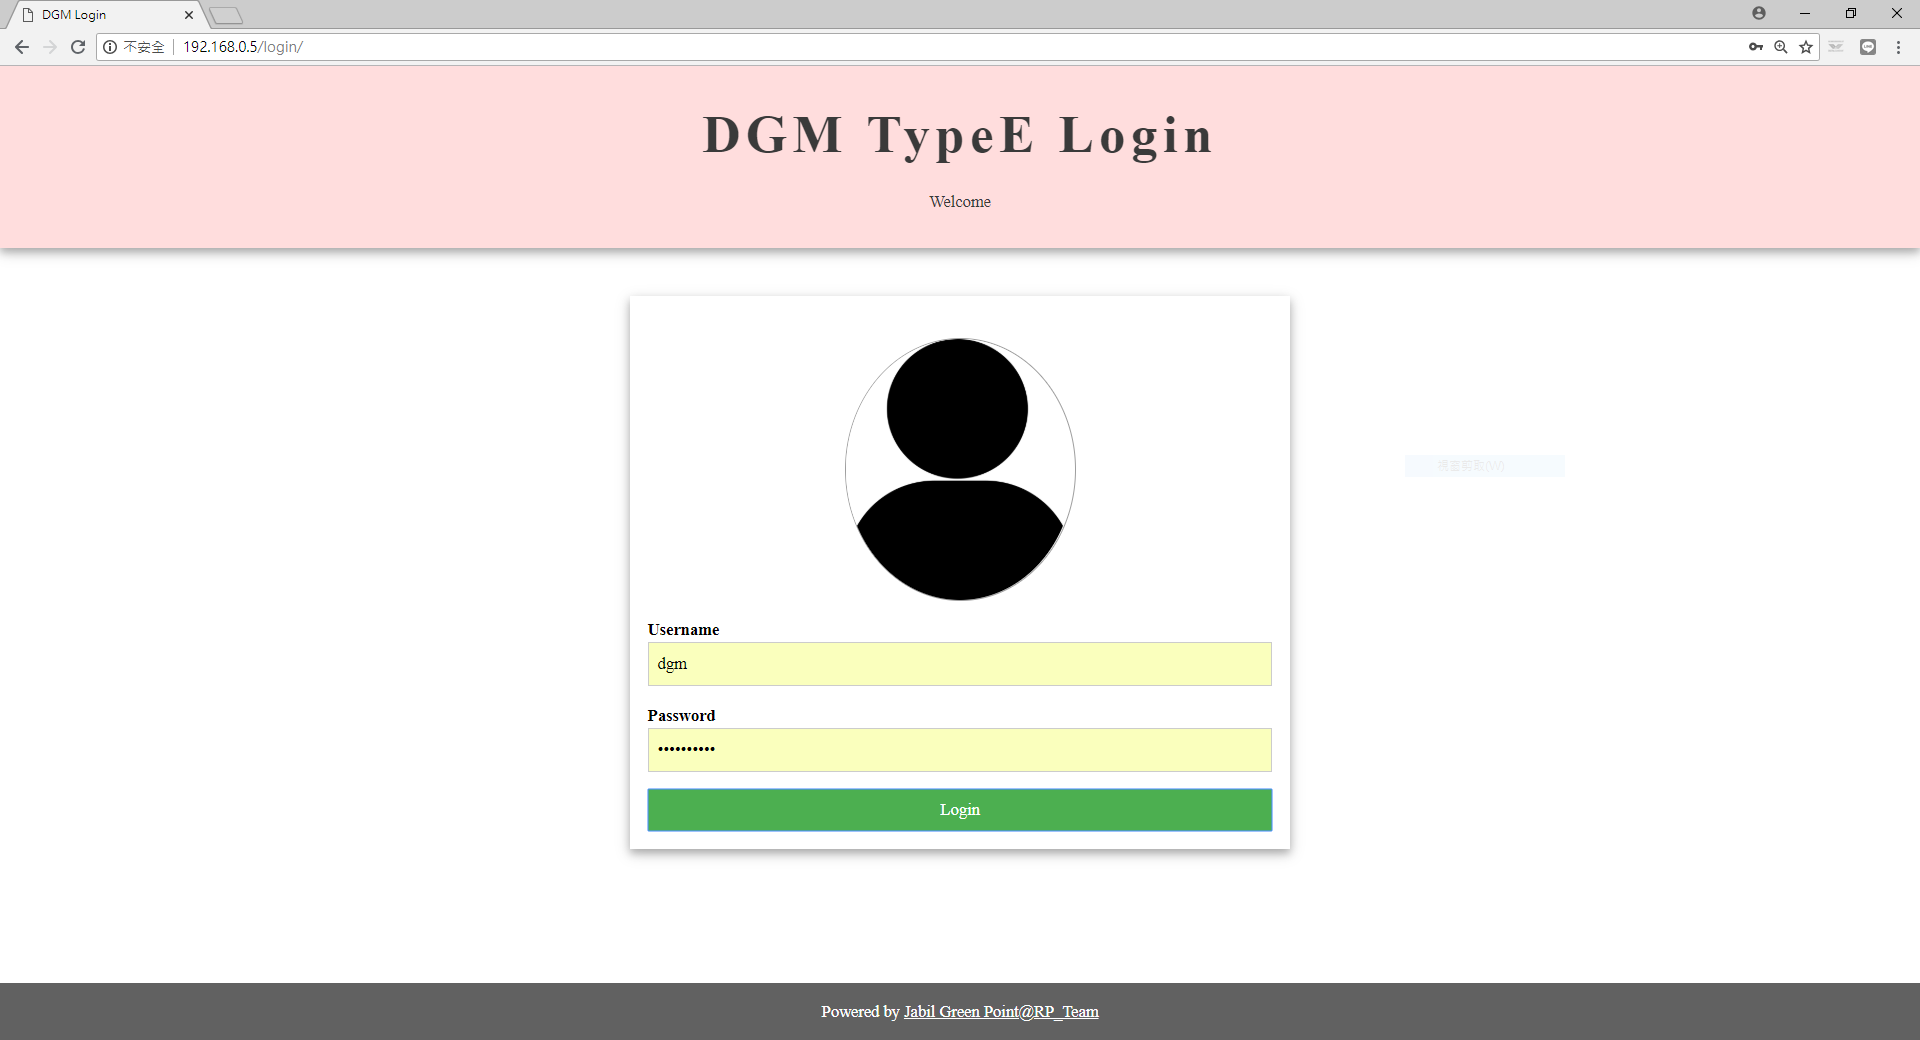 DGM Login
不安全 192.168.0.5/login/
DGM TypeE Login
Welcome
Username
dgm
Password
••••••••••
Login
Powered by Jabil Green Point@RP_Team